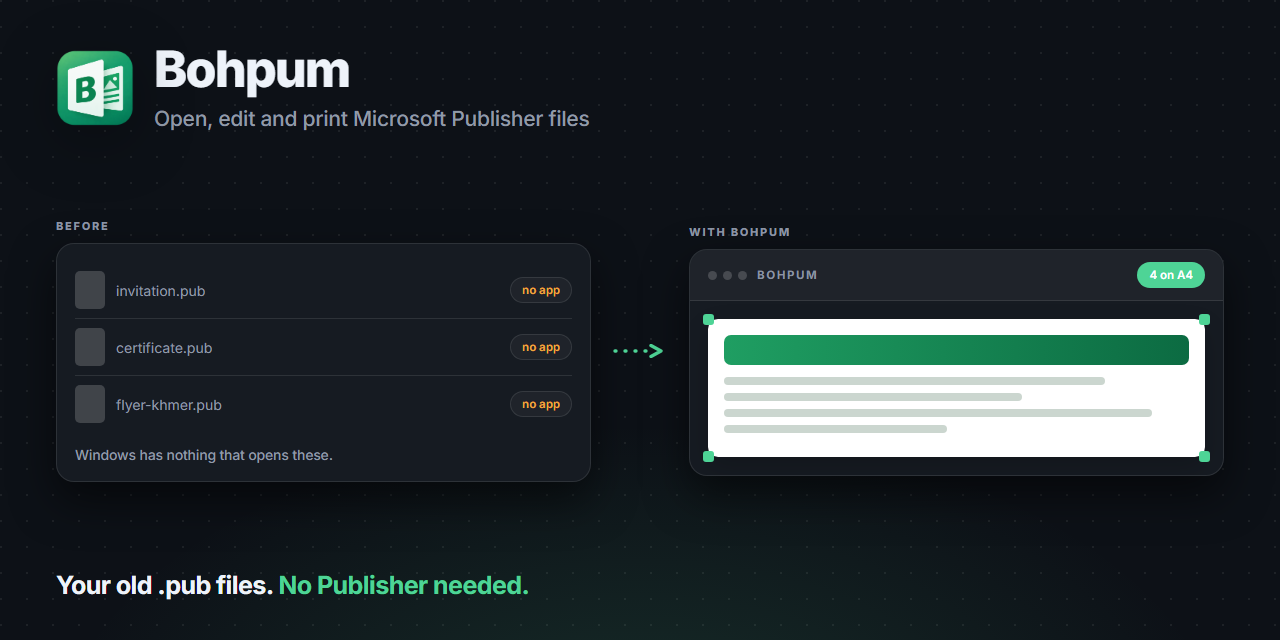 B
Bohpum
Open, edit and print Microsoft Publisher files
BEFORE
invitation.pub no app
certificate.pub no app
flyer-khmer.pub no app
Windows has nothing that opens these.
WITH BOHPUM
BOHPUM 4 on A4
Your old .pub files. No Publisher needed.